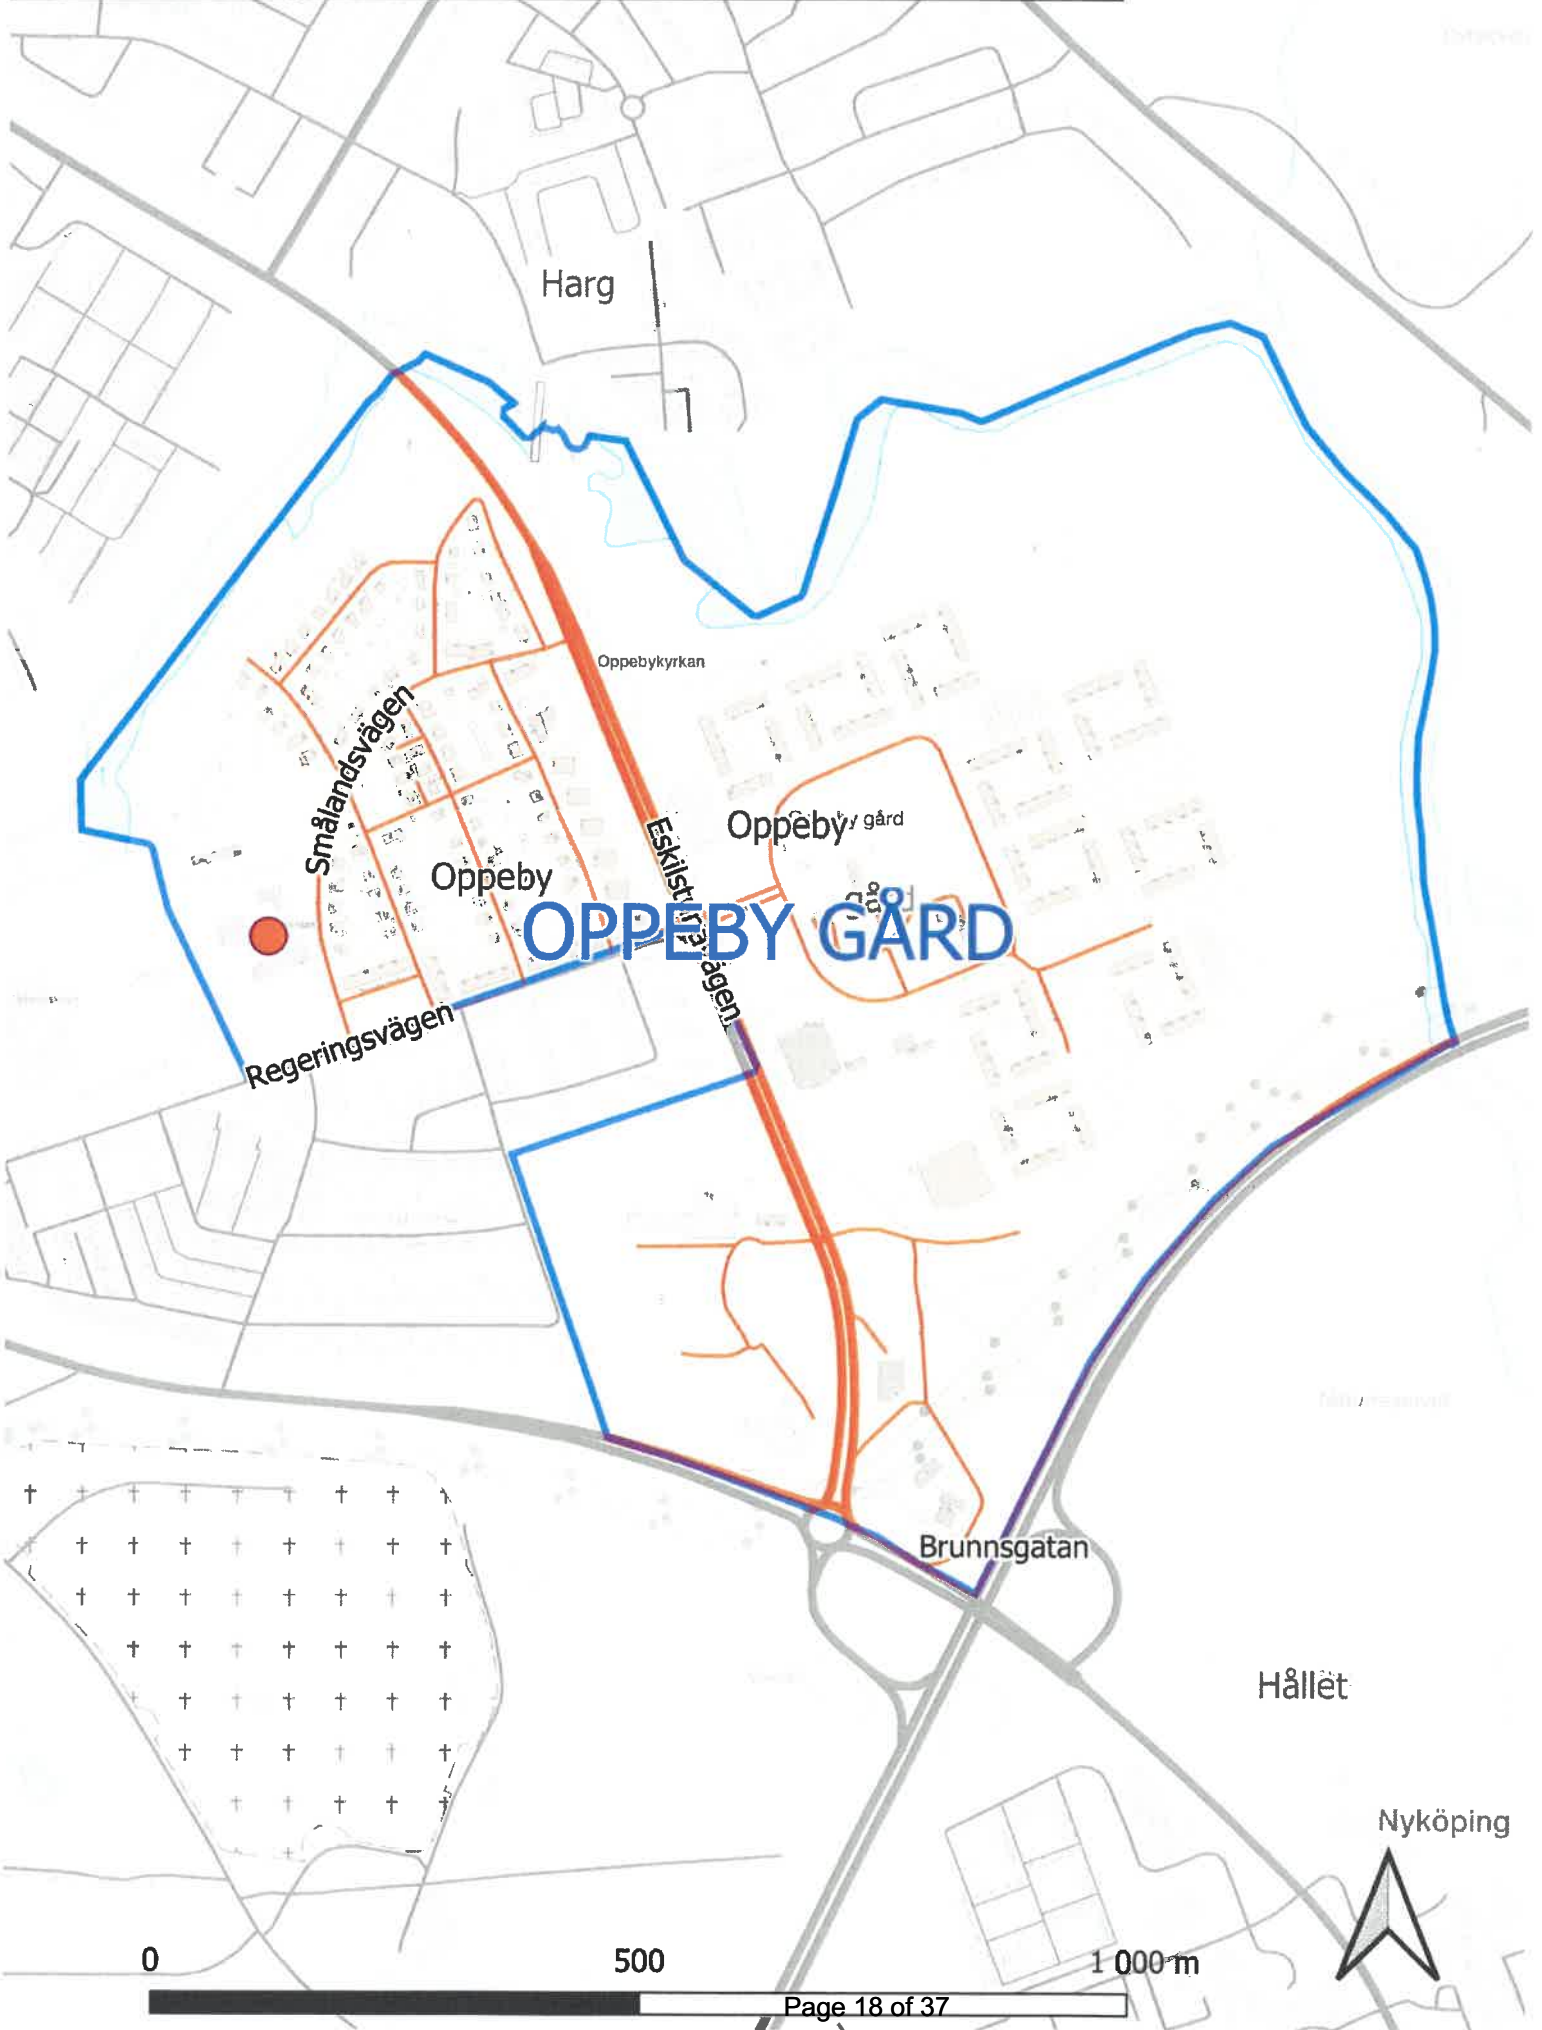 Harg
Oppebykyrkan
Smålandsvägen
Eskilstunavägen
Oppeby
gård
Oppeby
OPPEBY GÅRD
Regeringsvägen
Brunnsgatan
Hållet
Nyköping
0 500 1 000 m
Page 18 of 37